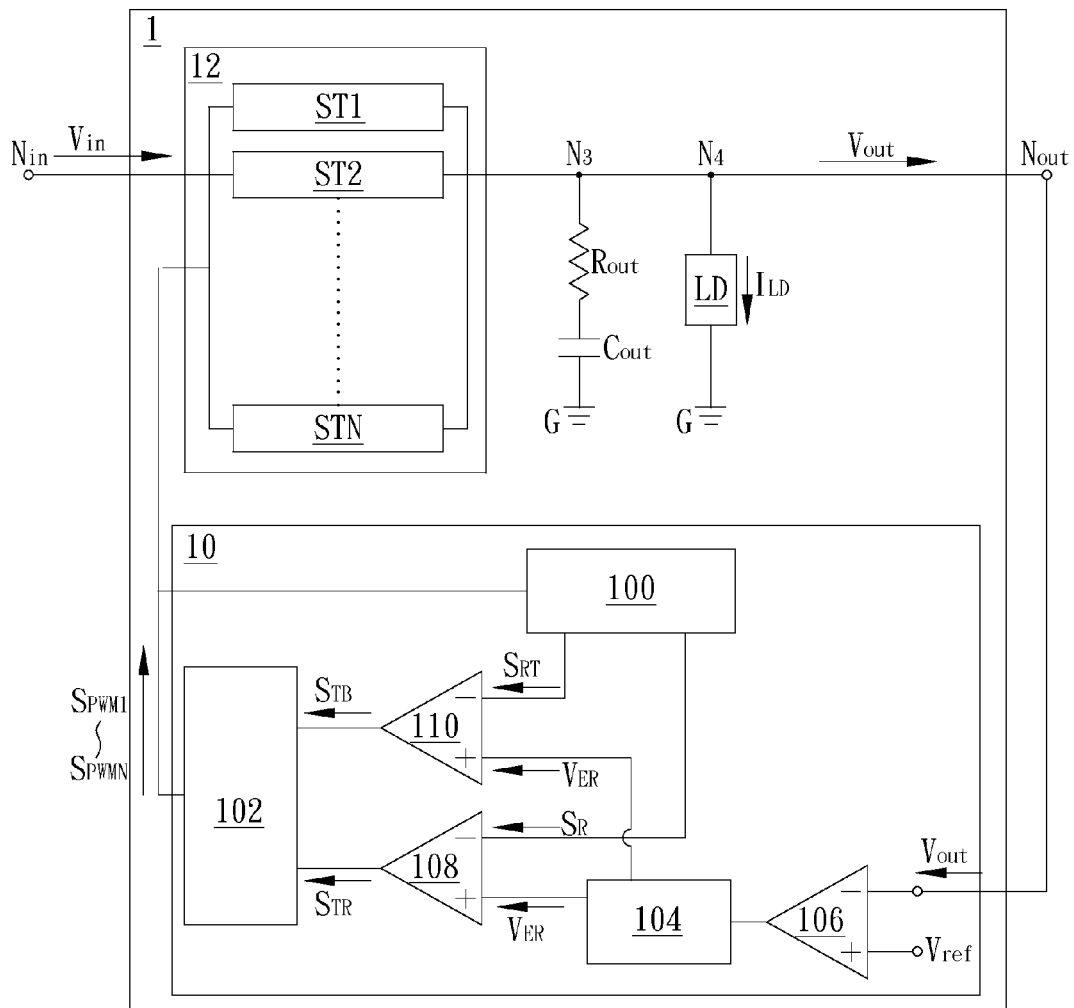 1
12
ST1
Vin
Nin
ST2
N3
N4
Vout
Nout
Rout
LD
ILD
Cout
STN
G
G
10
100
SRT
STB
110
SPWM1
~
SPWMN
VER
102
SR
108
Vout
STR
VER
104
106
Vref